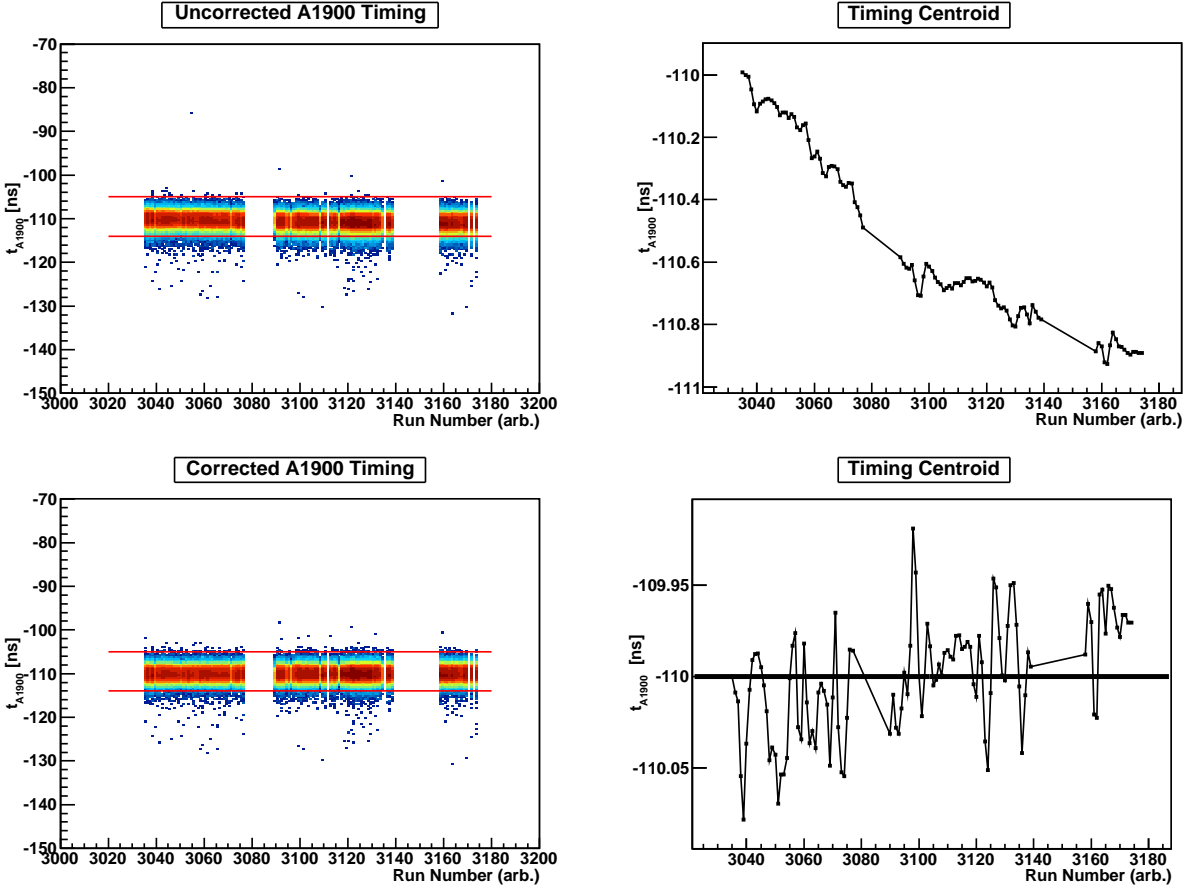 Uncorrected A1900 Timing
-70
-80
-90
-100
-110
-120
-130
-140
-150
t_A1900 [ns]
3000 3020 3040 3060 3080 3100 3120 3140 3160 3180 3200
Run Number (arb.)
Timing Centroid
-110
-110.2
-110.4
-110.6
-110.8
-111
t_A1900 [ns]
3040 3060 3080 3100 3120 3140 3160 3180
Run Number (arb.)
Corrected A1900 Timing
-70
-80
-90
-100
-110
-120
-130
-140
-150
t_A1900 [ns]
3000 3020 3040 3060 3080 3100 3120 3140 3160 3180 3200
Run Number (arb.)
Timing Centroid
-109.95
-110
-110.05
t_A1900 [ns]
3040 3060 3080 3100 3120 3140 3160 3180
Run Number (arb.)